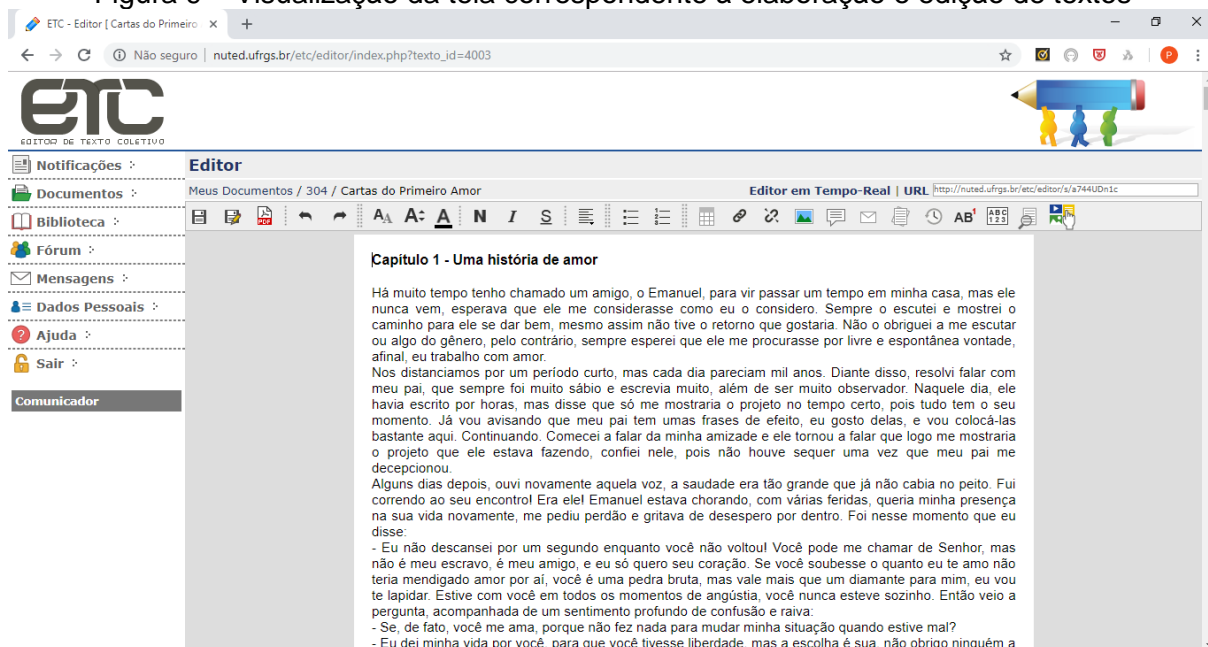 Figura 6 – Visualização da tela correspondente à elaboração e edição de textos
ETC - Editor [ Cartas do Prime
Não seguro | nuted.ufrgs.br/etc/editor/index.php?texto_id=4003
P
ETC
EDITOR DE TEXTO COLETIVO
Notificações
Editor
Documentos
Meus Documentos / 304 / Cartas do Primeiro Amor
Editor em Tempo-Real | URL http://nuted.ufrgs.br/etc/editor/s/a744UDn1c
Biblioteca
PDF AA A A N I S AB¹ ABC 123
Fórum
Mensagens
Dados Pessoais
Ajuda
Sair
Comunicador
Capítulo 1 - Uma história de amor
Há muito tempo tenho chamado um amigo, o Emanuel, para vir passar um tempo em minha casa, mas ele
nunca vem, esperava que ele me considerasse como eu o considero. Sempre o escutei e mostrei o
caminho para ele se dar bem, mesmo assim não tive o retorno que gostaria. Não o obriguei a me escutar
ou algo do gênero, pelo contrário, sempre esperei que ele me procurasse por livre e espontânea vontade,
afinal, eu trabalho com amor.
Nos distanciamos por um período curto, mas cada dia pareciam mil anos. Diante disso, resolvi falar com
meu pai, que sempre foi muito sábio e escrevia muito, além de ser muito observador. Naquele dia, ele
havia escrito por horas, mas disse que só me mostraria o projeto no tempo certo, pois tudo tem o seu
momento. Já vou avisando que meu pai tem umas frases de efeito, eu gosto delas, e vou colocá-las
bastante aqui. Continuando. Comecei a falar da minha amizade e ele tornou a falar que logo me mostraria
o projeto que ele estava fazendo, confiei nele, pois não houve sequer uma vez que meu pai me
decepcionou.
Alguns dias depois, ouvi novamente aquela voz, a saudade era tão grande que já não cabia no peito. Fui
correndo ao seu encontro! Era ele! Emanuel estava chorando, com várias feridas, queria minha presença
na sua vida novamente, me pediu perdão e gritava de desespero por dentro. Foi nesse momento que eu
disse:
- Eu não descansei por um segundo enquanto você não voltou! Você pode me chamar de Senhor, mas
não é meu escravo, é meu amigo, e eu só quero seu coração. Se você soubesse o quanto eu te amo não
teria mendigado amor por aí, você é uma pedra bruta, mas vale mais que um diamante para mim, eu vou
te lapidar. Estive com você em todos os momentos de angústia, você nunca esteve sozinho. Então veio a
pergunta, acompanhada de um sentimento profundo de confusão e raiva:
- Se, de fato, você me ama, porque não fez nada para mudar minha situação quando estive mal?
- Eu dei minha vida por você, para que você tivesse liberdade, mas a escolha é sua, não obrigo ninguém a